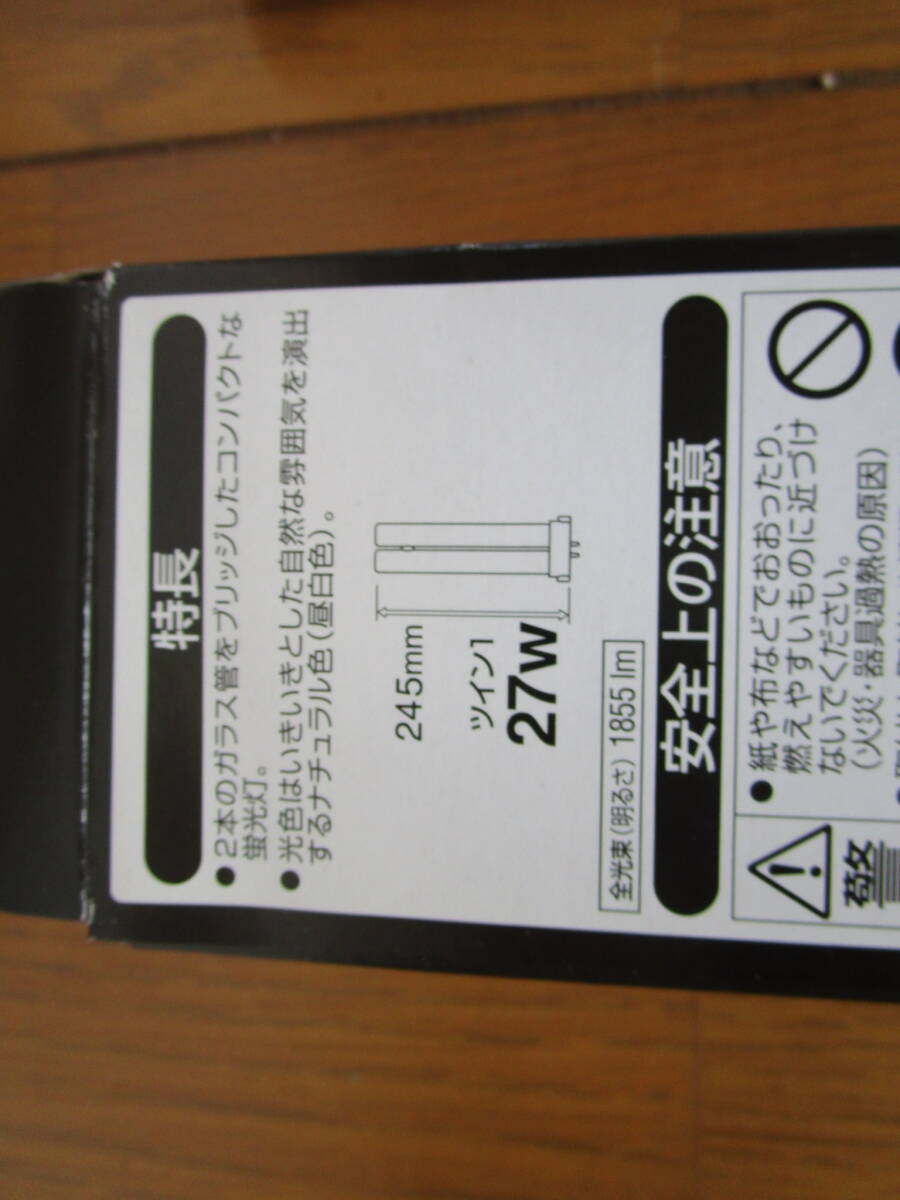 特長
●2本のガラス管をブリッジしたコンパクトな
蛍光灯。
●光色はいきいきとした自然な雰囲気を演出
するナチュラル色(昼白色)。
245mm
ツイン1
27W
全光束(明るさ) 1855 lm
安全上の注意
●紙や布などでおおったり、
燃えやすいものに近づけ
ないでください。
(火災・器具過熱の原因)
警